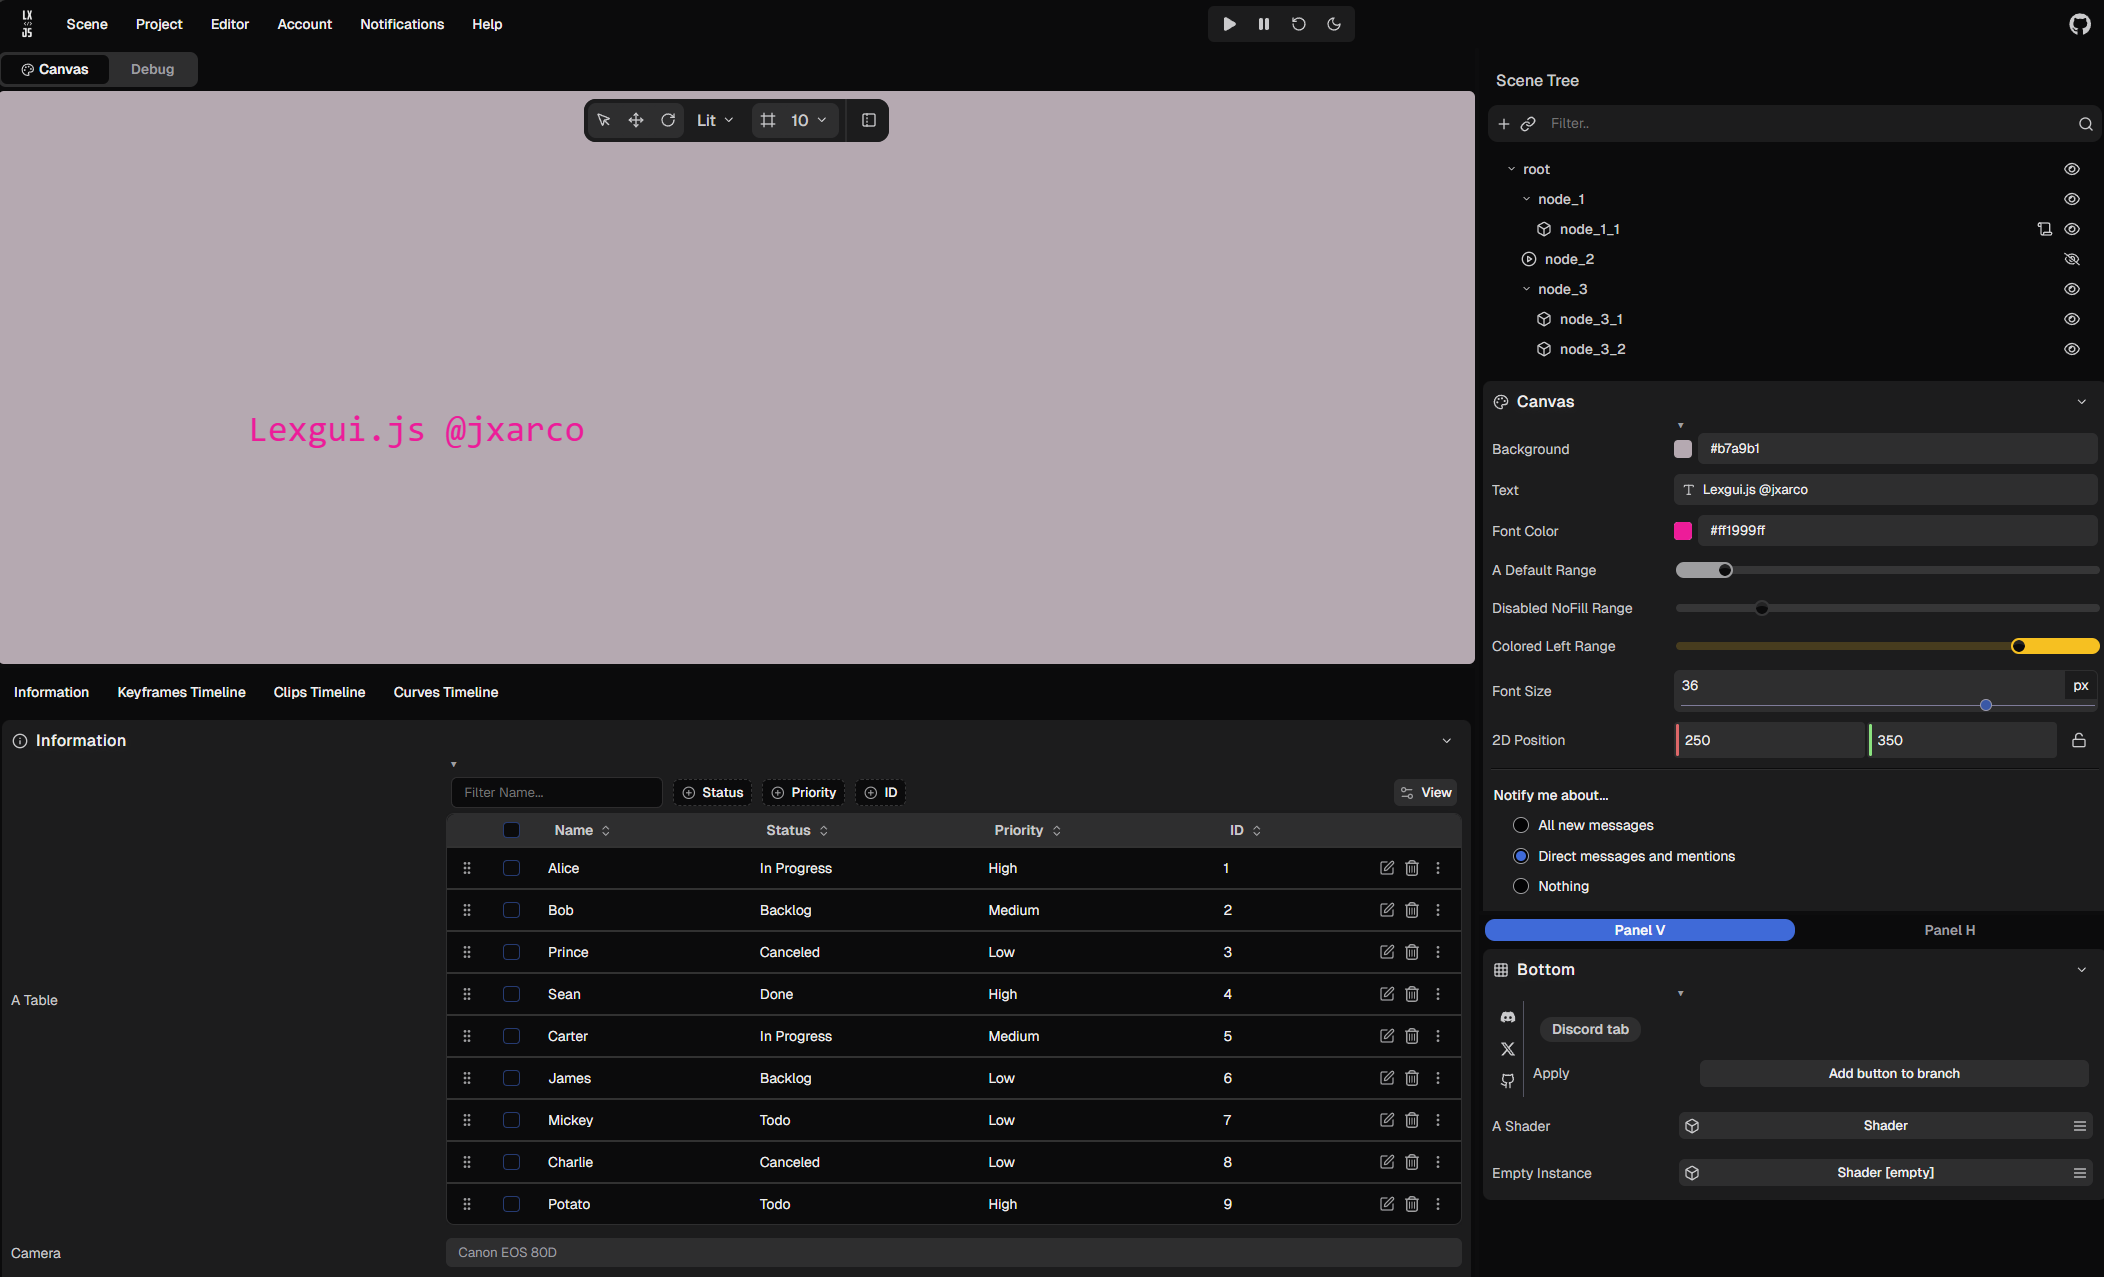 LX
JS
Scene Project Editor Account Notifications Help
Canvas Debug
Lit 10
Lexgui.js @jxarco
Information Keyframes Timeline Clips Timeline Curves Timeline
Information
Filter Name... Status Priority ID View
Name Status Priority ID
Alice In Progress High 1
Bob Backlog Medium 2
Prince Canceled Low 3
Sean Done High 4
A Table
Carter In Progress Medium 5
James Backlog Low 6
Mickey Todo Low 7
Charlie Canceled Low 8
Potato Todo High 9
Camera Canon EOS 80D
Scene Tree
Filter..
root
node_1
node_1_1
node_2
node_3
node_3_1
node_3_2
Canvas
Background #b7a9b1
Text Lexgui.js @jxarco
Font Color #ff1999ff
A Default Range
Disabled NoFill Range
Colored Left Range
Font Size 36 px
2D Position 250 350
Notify me about...
All new messages
Direct messages and mentions
Nothing
Panel V Panel H
Bottom
Discord tab
Apply Add button to branch
A Shader Shader
Empty Instance Shader [empty]